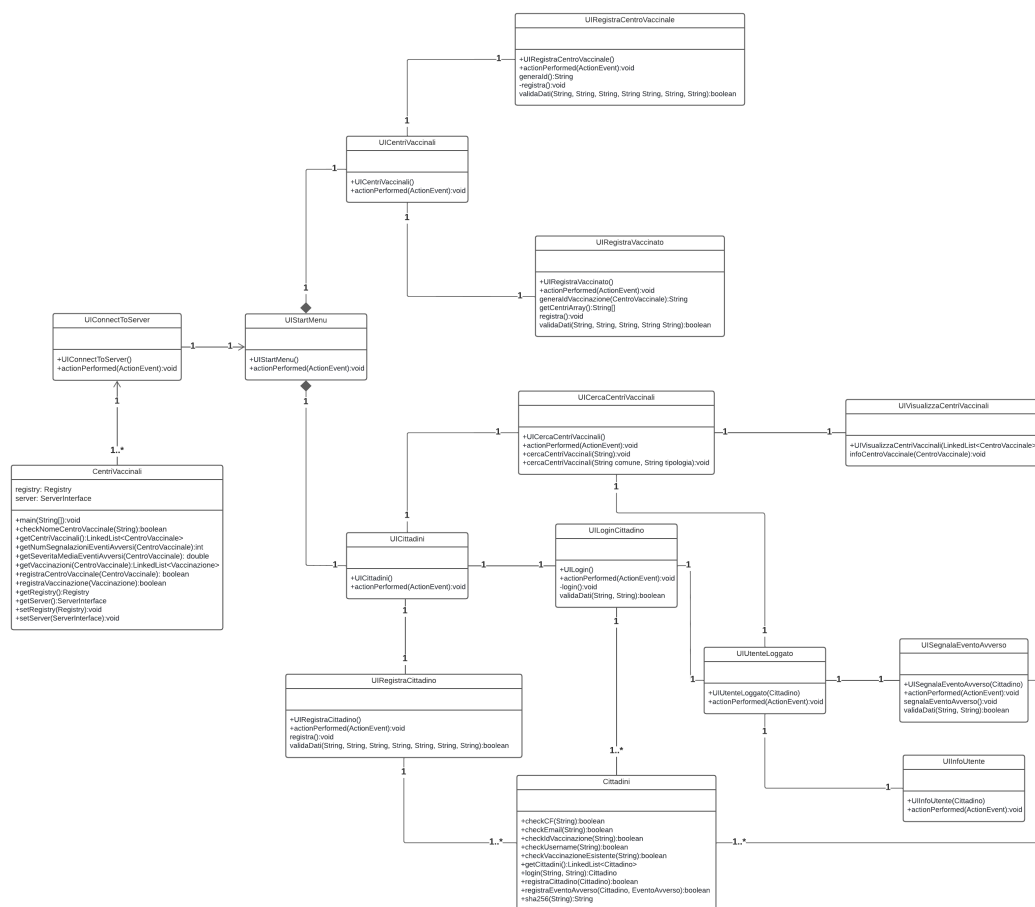 UIRegistraCentroVaccinale
+UIRegistraCentroVaccinale()
+actionPerformed(ActionEvent):void
generaId():String
-registra():void
validaDati(String, String, String, String String, String, String):boolean
1
1
UICentriVaccinali
+UICentriVaccinali()
+actionPerformed(ActionEvent):void
1
1
1
1
UIRegistraVaccinato
+UIRegistraVaccinato()
+actionPerformed(ActionEvent):void
generaIdVaccinazione(CentroVaccinale):String
getCentriArray():String[]
registra():void
validaDati(String, String, String, String String):boolean
UIConnectToServer
+UIConnectToServer()
+actionPerformed(ActionEvent):void
1
1
UIStartMenu
+UIStartMenu()
+actionPerformed(ActionEvent):void
1
1..*
CentriVaccinali
registry: Registry
server: ServerInterface
+main(String[]):void
+checkNomeCentroVaccinale(String):boolean
+getCentriVaccinali():LinkedList<CentroVaccinale>
+getNumSegnalazioniEventiAvversi(CentroVaccinale):int
+getSeveritaMediaEventiAvversi(CentroVaccinale): double
+getVaccinazioni(CentroVaccinale):LinkedList<Vaccinazione>
+registraCentroVaccinale(CentroVaccinale): boolean
+registraVaccinazione(Vaccinazione):boolean
+getRegistry():Registry
+getServer():ServerInterface
+setRegistry(Registry):void
+setServer(ServerInterface):void
1
1
UICercaCentriVaccinali
+UICercaCentriVaccinali()
+actionPerformed(ActionEvent):void
+cercaCentriVaccinali(String):void
+cercaCentriVaccinali(String comune, String tipologia):void
1
1
1
1
1
UIVisualizzaCentriVaccinali
+UIVisualizzaCentriVaccinali(LinkedList<CentroVaccinale>
infoCentroVaccinale(CentroVaccinale):void
UICittadini
+UICittadini()
+actionPerformed(ActionEvent):void
1
1
1
1
UILoginCittadino
+UILogin()
+actionPerformed(ActionEvent):void
-login():void
validaDati(String, String):boolean
1
1
1
1
UIUtenteLoggato
+UIUtenteLoggato(Cittadino)
+actionPerformed(ActionEvent):void
1
1
1
1
UISegnalaEventoAvverso
+UISegnalaEventoAvverso(Cittadino)
+actionPerformed(ActionEvent):void
segnalaEventoAvverso():void
validaDati(String, String):boolean
UIRegistraCittadino
+UIRegistraCittadino()
+actionPerformed(ActionEvent):void
registra():void
validaDati(String, String, String, String, String, String, String):boolean
1
1..*
1..*
1..*
UIInfoUtente
+UIInfoUtente(Cittadino)
+actionPerformed(ActionEvent):void
Cittadini
+checkCF(String):boolean
+checkEmail(String):boolean
+checkIdVaccinazione(String):boolean
+checkUsername(String):boolean
+checkVaccinazioneEsistente(String):boolean
+getCittadini():LinkedList<Cittadino>
+login(String, String):Cittadino
+registraCittadino(Cittadino):boolean
+registraEventoAvverso(Cittadino, EventoAvverso):boolean
+sha256(String):String